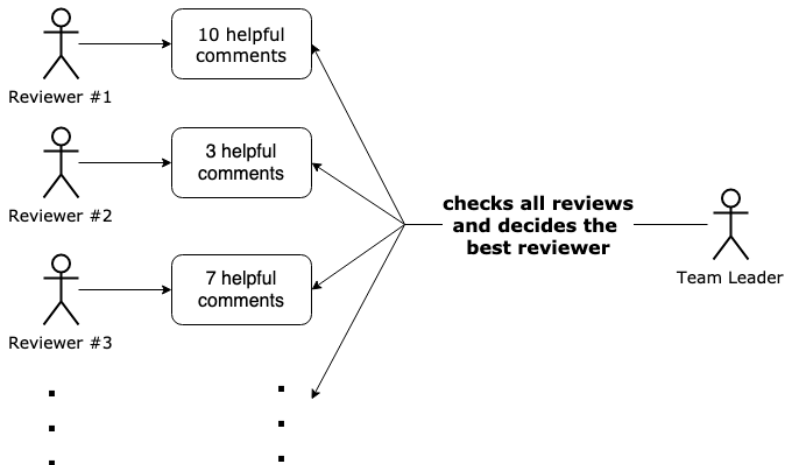 10 helpful
comments
Reviewer #1
3 helpful
comments
Reviewer #2
checks all reviews
and decides the
best reviewer
Team Leader
7 helpful
comments
Reviewer #3